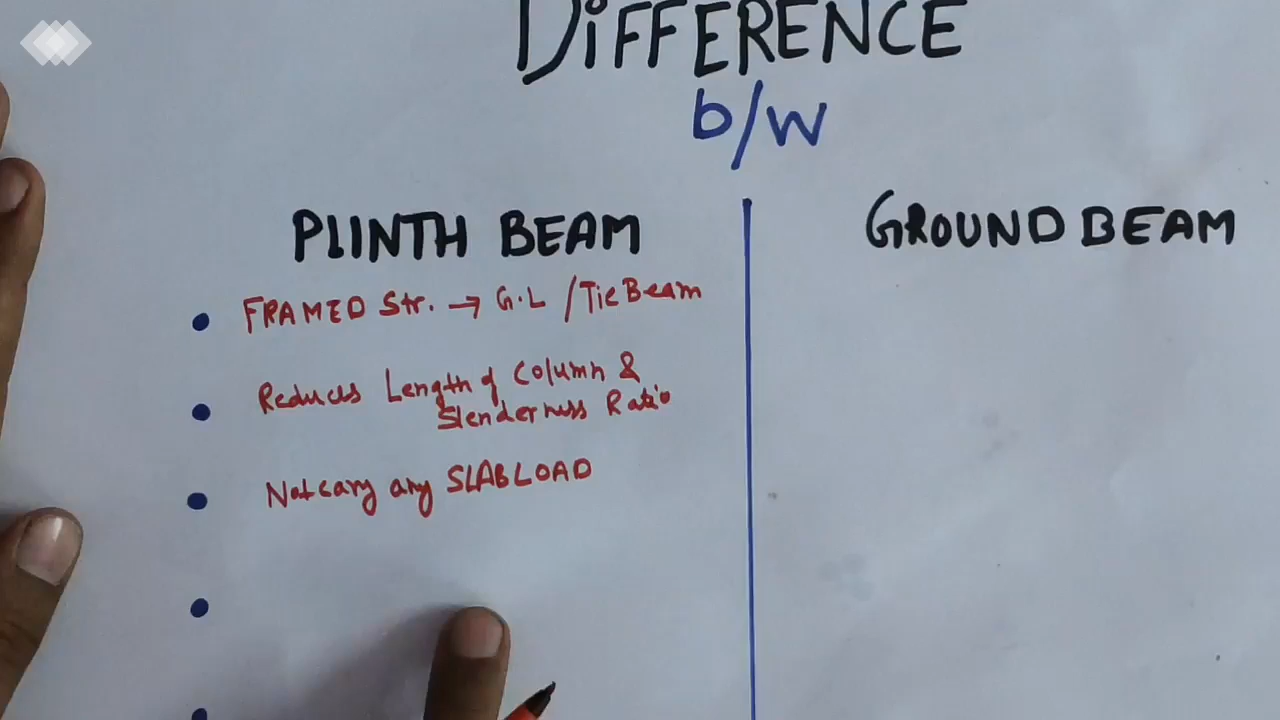 DiFFERENCE
b/w
PLINTH BEAM
GROUND BEAM
FRAMED Str. → G.L /Tie Beam
Reduces Length of Column &
Slenderness Ratio
Not cary any SLAB LOAD